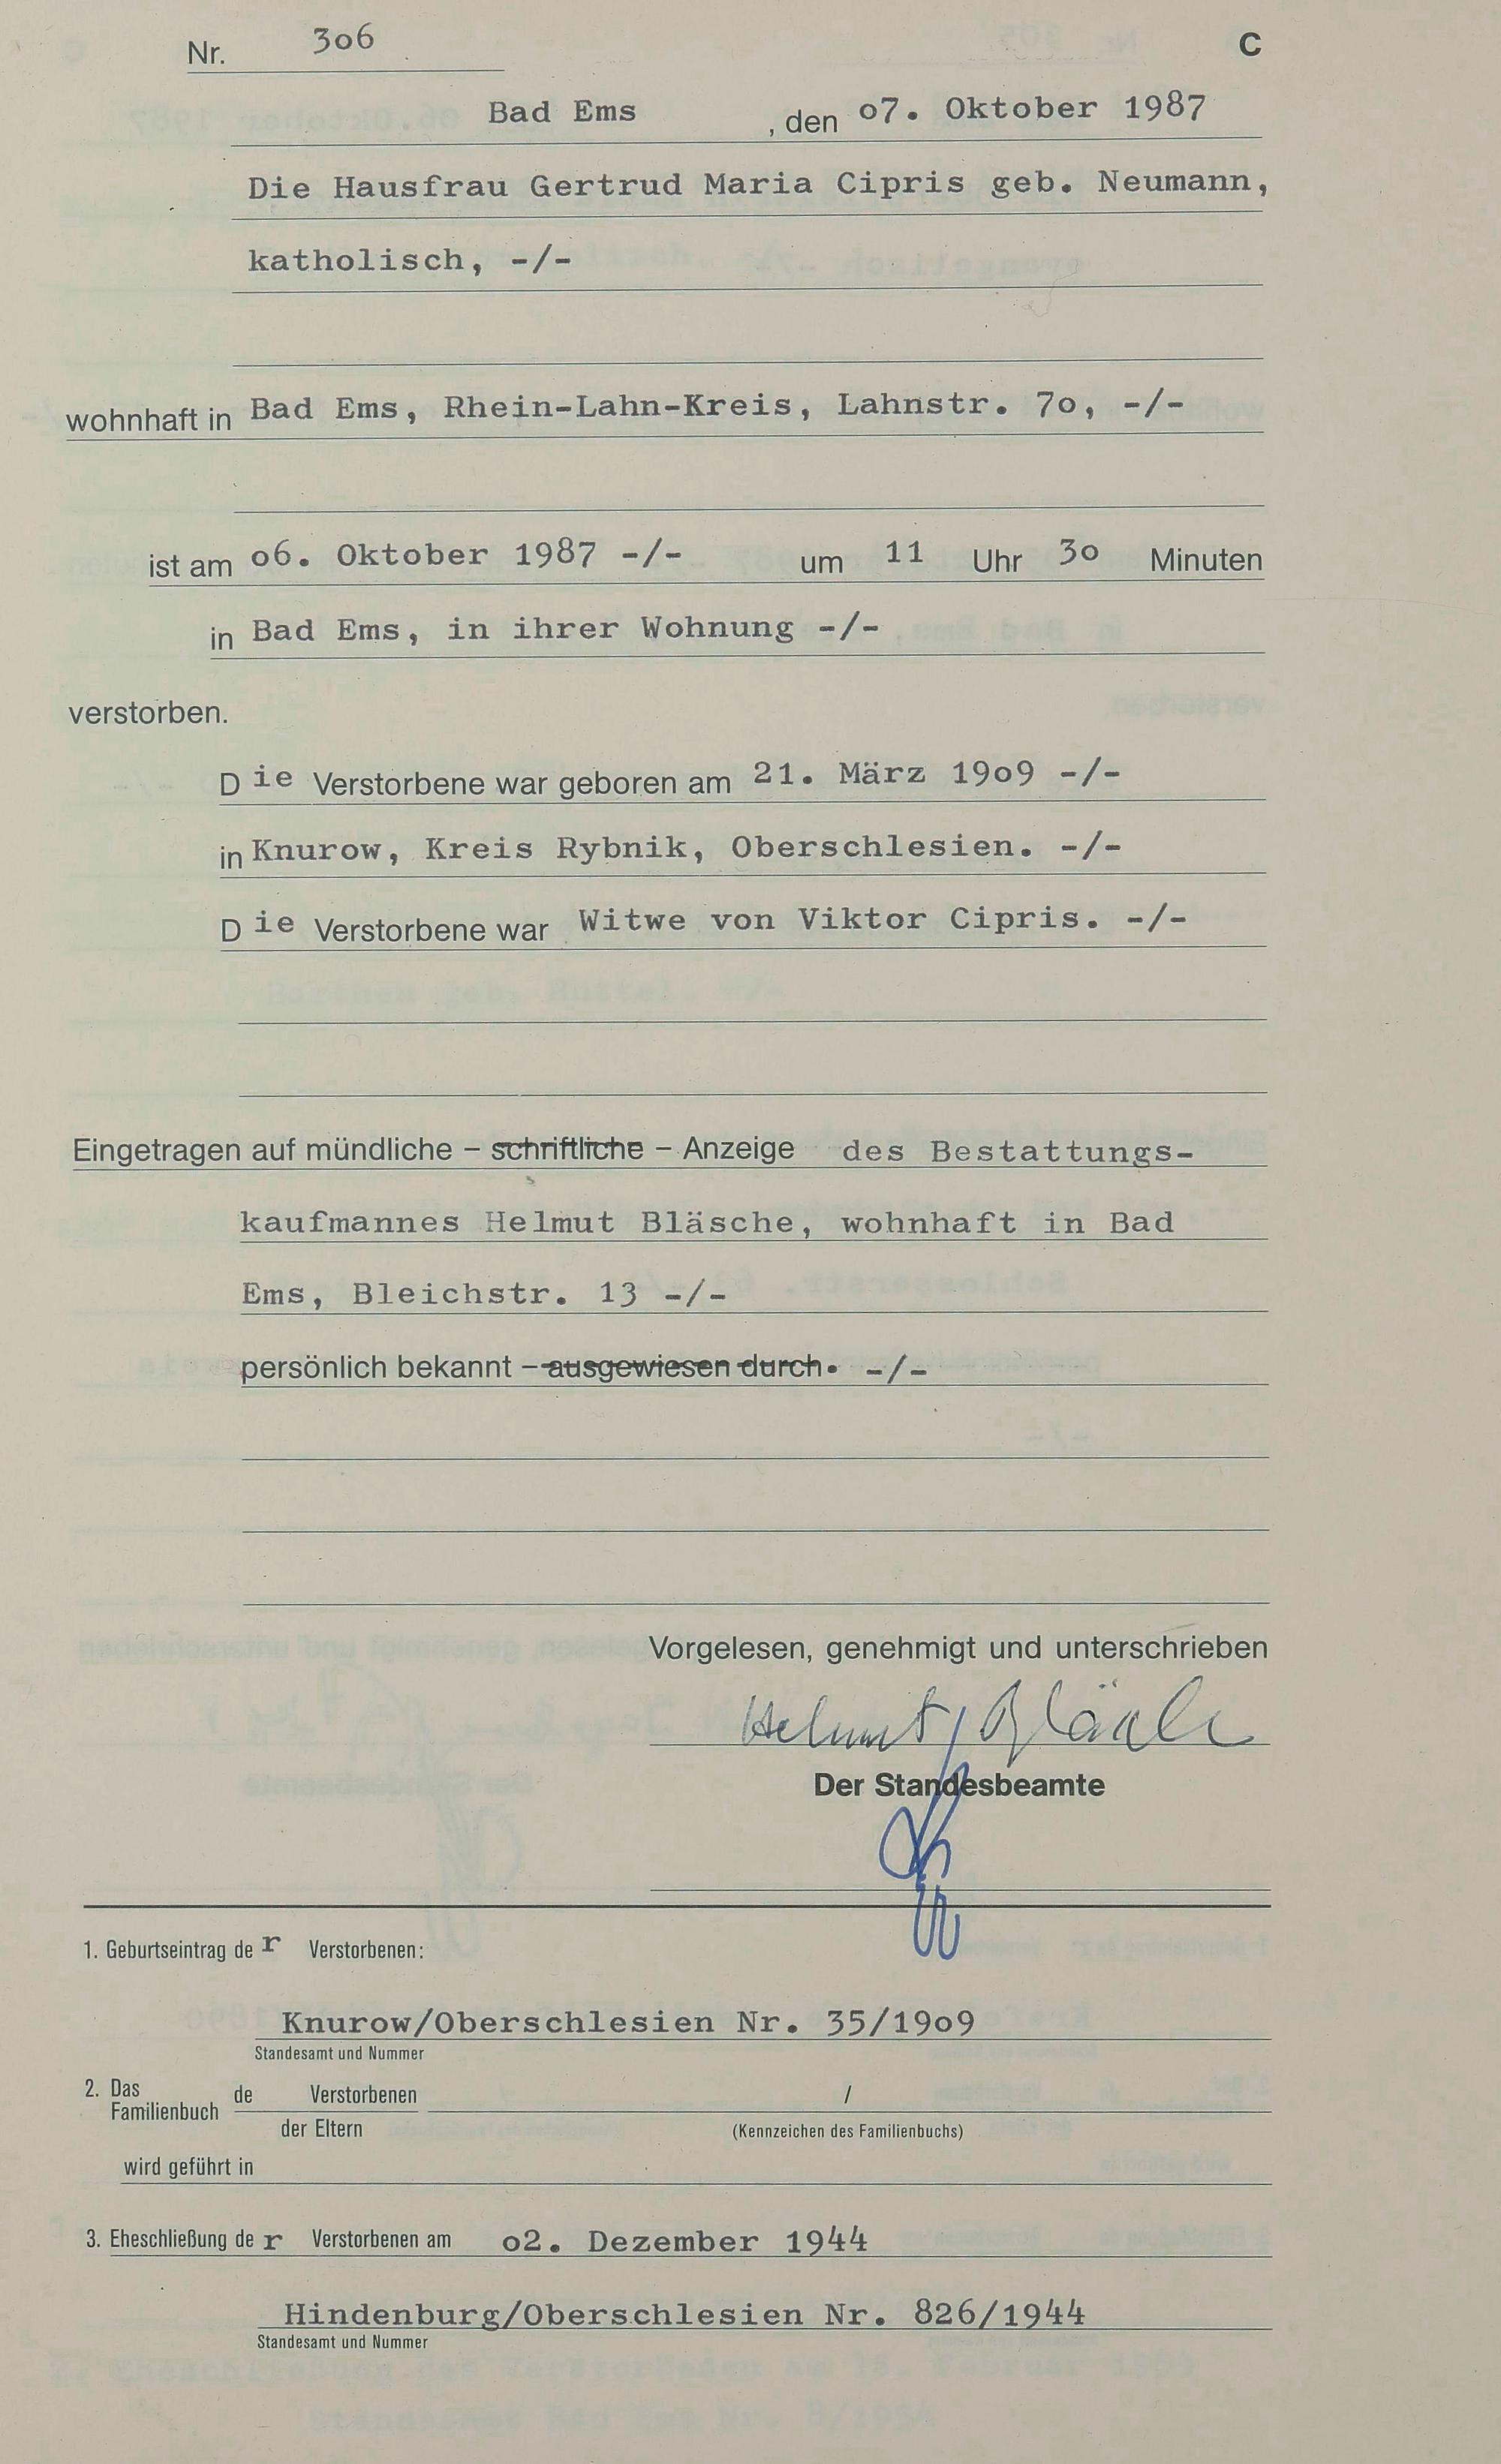 Nr. 3o6 C
Bad Ems , den o7. Oktober 1987
Die Hausfrau Gertrud Maria Cipris geb. Neumann,
katholisch, -/-
wohnhaft in Bad Ems, Rhein-Lahn-Kreis, Lahnstr. 7o, -/-
ist am o6. Oktober 1987 -/- um 11 Uhr 3o Minuten
in Bad Ems, in ihrer Wohnung -/-
verstorben.
Die Verstorbene war geboren am 21. März 19o9 -/-
in Knurow, Kreis Rybnik, Oberschlesien. -/-
Die Verstorbene war Witwe von Viktor Cipris. -/-
Eingetragen auf mündliche – schriftliche – Anzeige des Bestattungs-
kaufmannes Helmut Bläsche, wohnhaft in Bad
Ems, Bleichstr. 13 -/-
persönlich bekannt – ausgewiesen durch. -/-
Vorgelesen, genehmigt und unterschrieben
Helmut Bläsche
Der Standesbeamte
1. Geburtseintrag der Verstorbenen:
Knurow/Oberschlesien Nr. 35/19o9
Standesamt und Nummer
2. Das Familienbuch de Verstorbenen /
der Eltern (Kennzeichen des Familienbuchs)
wird geführt in
3. Eheschließung der Verstorbenen am o2. Dezember 1944
Hindenburg/Oberschlesien Nr. 826/1944
Standesamt und Nummer